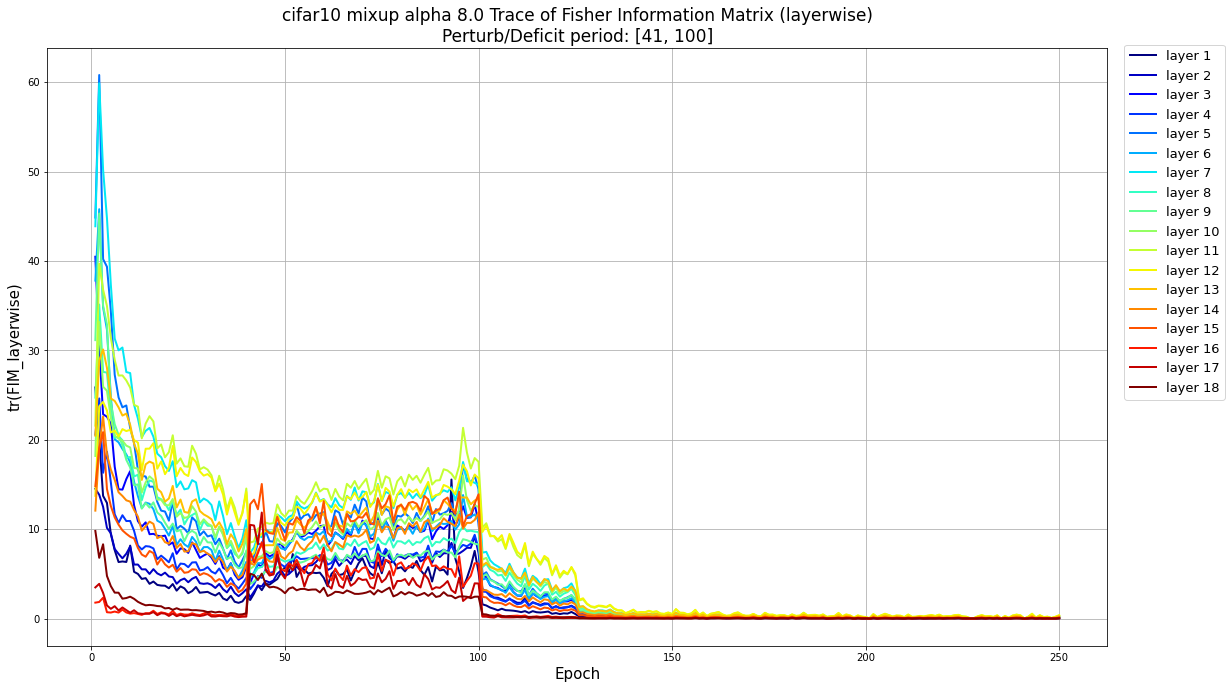 cifar10 mixup alpha 8.0 Trace of Fisher Information Matrix (layerwise)
Perturb/Deficit period: [41, 100]
tr(FIM_layerwise)
60
50
40
30
20
10
0
0 50 100 150 200 250
Epoch
layer 1
layer 2
layer 3
layer 4
layer 5
layer 6
layer 7
layer 8
layer 9
layer 10
layer 11
layer 12
layer 13
layer 14
layer 15
layer 16
layer 17
layer 18